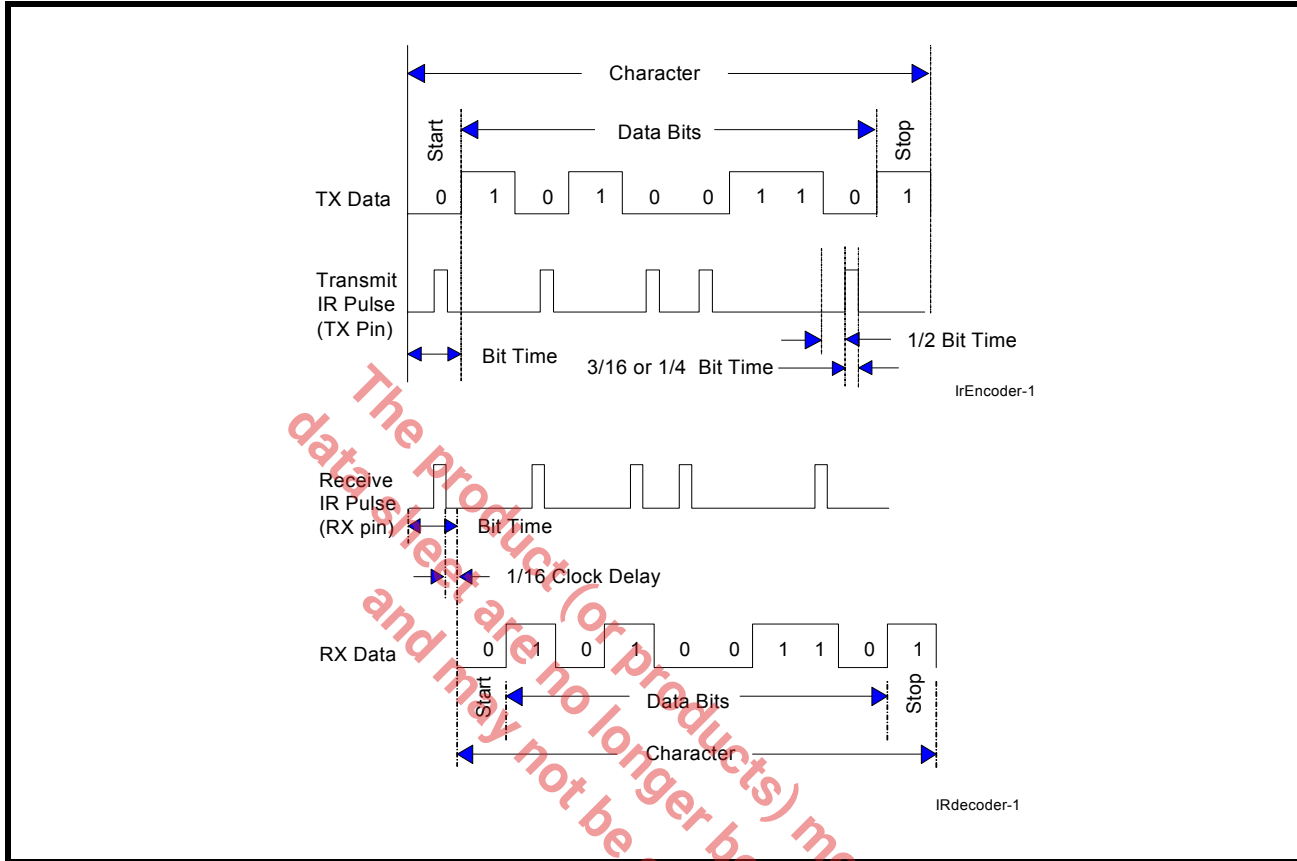 Character
Start
Data Bits
Stop
TX Data
0 1 0 1 0 0 1 1 0 1
Transmit
IR Pulse
(TX Pin)
Bit Time
1/2 Bit Time
3/16 or 1/4 Bit Time
IrEncoder-1
Receive
IR Pulse
(RX pin)
Bit Time
1/16 Clock Delay
RX Data
0 1 0 1 0 0 1 1 0 1
Start
Data Bits
Stop
Character
IRdecoder-1
The product (or products)
data sheet are no longer
and may not be